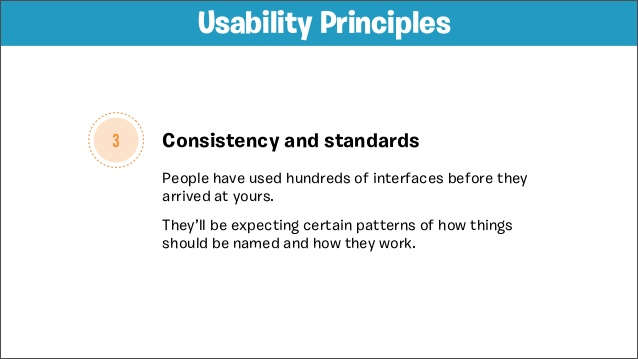 Usability Principles
3
Consistency and standards
People have used hundreds of interfaces before they
arrived at yours.
They’ll be expecting certain patterns of how things
should be named and how they work.